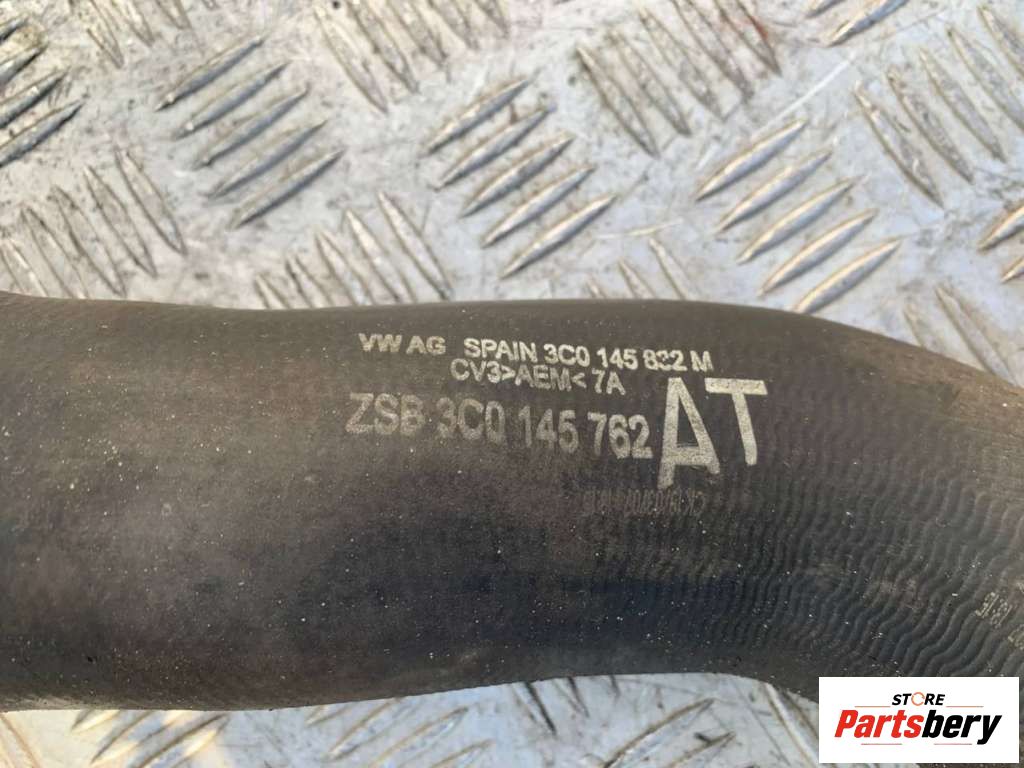 VW AG SPAIN 3C0 145 832 M
CV3>AEM<7A
ZSB 3C0 145 762 AT
STORE
Partsbery